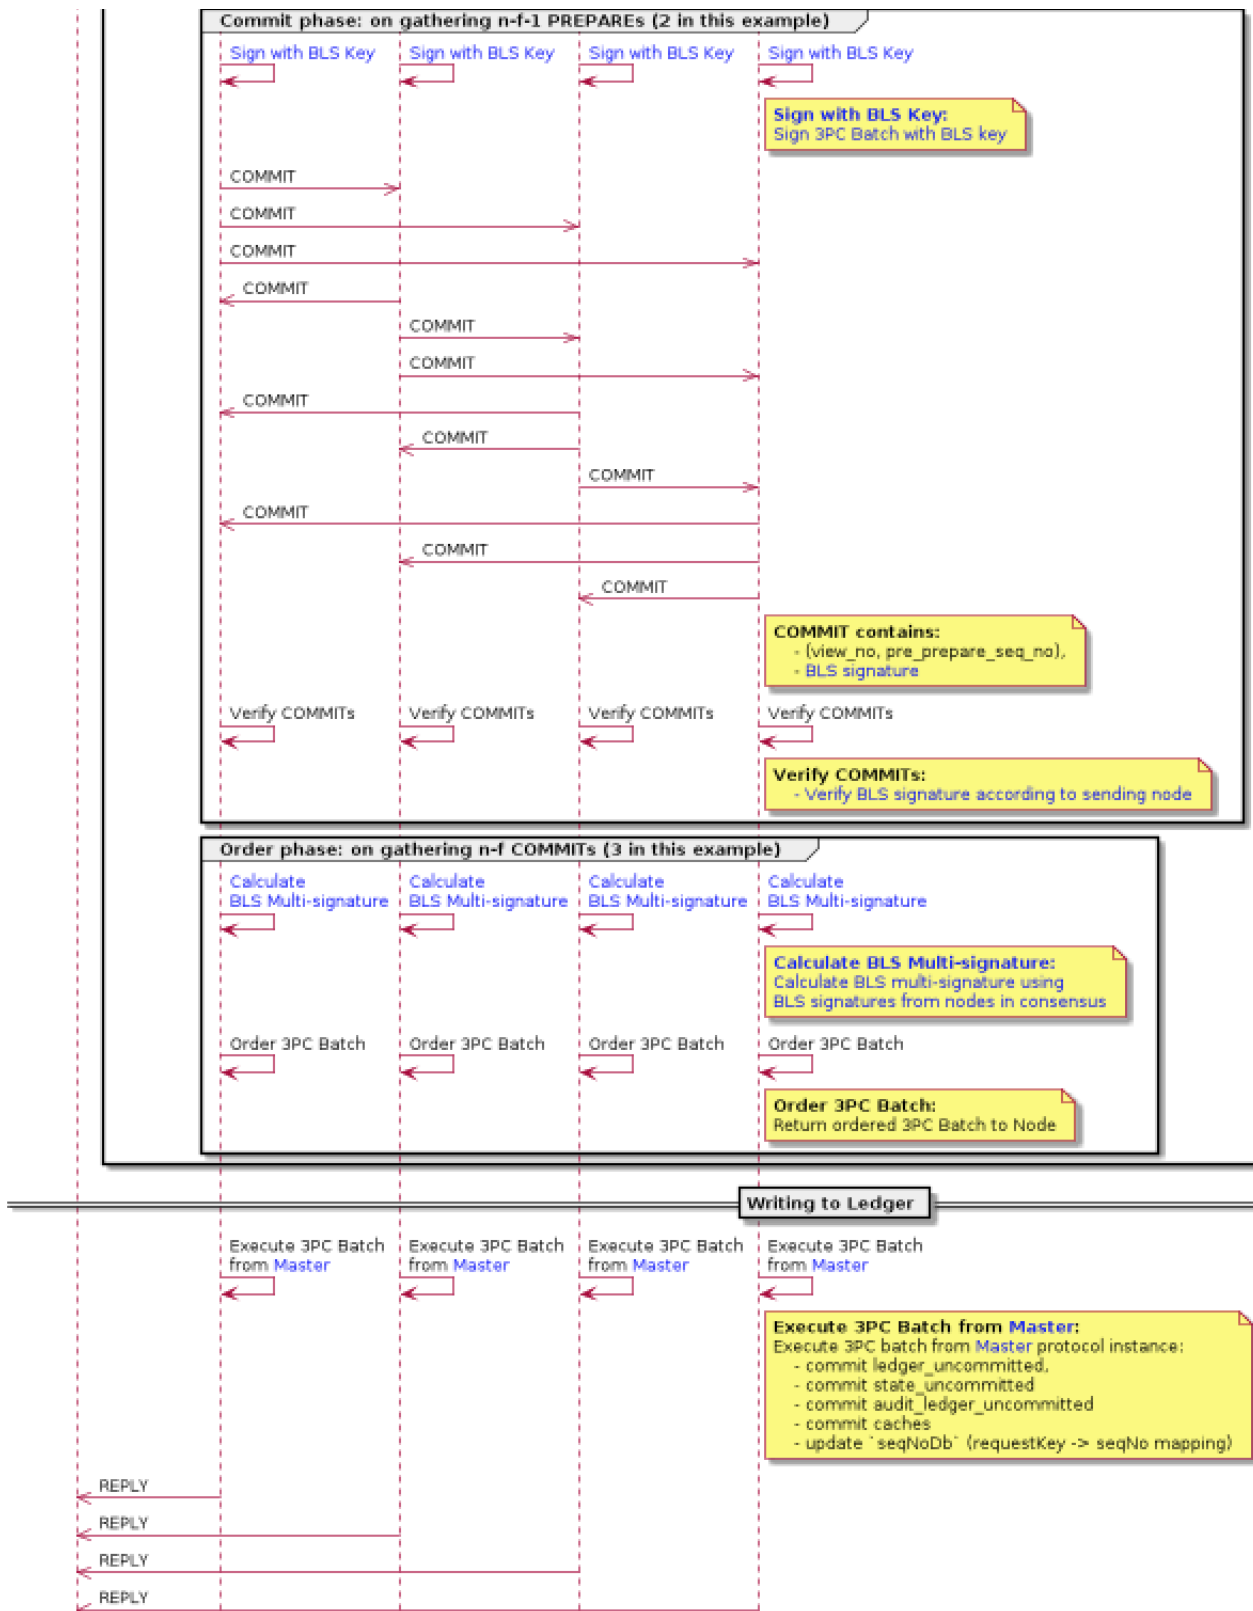 Commit phase: on gathering n-f-1 PREPAREs (2 in this example)
Sign with BLS Key Sign with BLS Key Sign with BLS Key Sign with BLS Key
Sign with BLS Key:
Sign 3PC Batch with BLS key
COMMIT
COMMIT
COMMIT
COMMIT
COMMIT
COMMIT
COMMIT
COMMIT
COMMIT
COMMIT
COMMIT
COMMIT
COMMIT contains:
- (view_no, pre_prepare_seq_no),
- BLS signature
Verify COMMITs Verify COMMITs Verify COMMITs Verify COMMITs
Verify COMMITs:
- Verify BLS signature according to sending node
Order phase: on gathering n-f COMMITs (3 in this example)
Calculate Calculate Calculate Calculate
BLS Multi-signature BLS Multi-signature BLS Multi-signature BLS Multi-signature
Calculate BLS Multi-signature:
Calculate BLS multi-signature using
BLS signatures from nodes in consensus
Order 3PC Batch Order 3PC Batch Order 3PC Batch Order 3PC Batch
Order 3PC Batch:
Return ordered 3PC Batch to Node
Writing to Ledger
Execute 3PC Batch Execute 3PC Batch Execute 3PC Batch Execute 3PC Batch
from Master from Master from Master from Master
Execute 3PC Batch from Master:
Execute 3PC batch from Master protocol instance:
- commit ledger_uncommitted,
- commit state_uncommitted
- commit audit_ledger_uncommitted
- commit caches
- update `seqNoDb` (requestKey -> seqNo mapping)
REPLY
REPLY
REPLY
REPLY